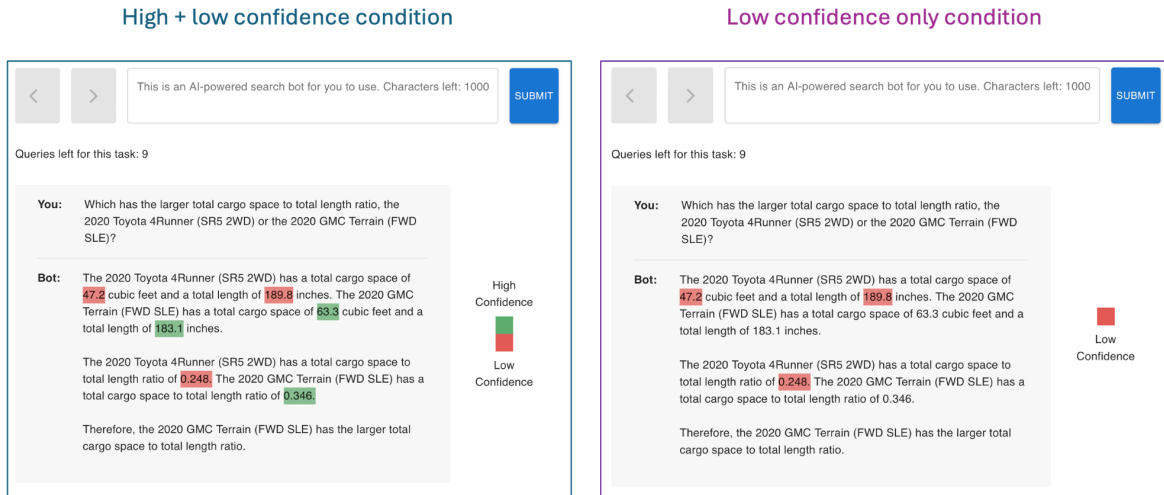 High + low confidence condition
This is an AI-powered search bot for you to use. Characters left: 1000
SUBMIT
Queries left for this task: 9
You: Which has the larger total cargo space to total length ratio, the
2020 Toyota 4Runner (SR5 2WD) or the 2020 GMC Terrain (FWD
SLE)?
Bot: The 2020 Toyota 4Runner (SR5 2WD) has a total cargo space of
47.2 cubic feet and a total length of 189.8 inches. The 2020 GMC
Terrain (FWD SLE) has a total cargo space of 63.3 cubic feet and a
total length of 183.1 inches.
The 2020 Toyota 4Runner (SR5 2WD) has a total cargo space to
total length ratio of 0.248. The 2020 GMC Terrain (FWD SLE) has a
total cargo space to total length ratio of 0.346.
Therefore, the 2020 GMC Terrain (FWD SLE) has the larger total
cargo space to total length ratio.
High
Confidence
Low
Confidence
Low confidence only condition
This is an AI-powered search bot for you to use. Characters left: 1000
SUBMIT
Queries left for this task: 9
You: Which has the larger total cargo space to total length ratio, the
2020 Toyota 4Runner (SR5 2WD) or the 2020 GMC Terrain (FWD
SLE)?
Bot: The 2020 Toyota 4Runner (SR5 2WD) has a total cargo space of
47.2 cubic feet and a total length of 189.8 inches. The 2020 GMC
Terrain (FWD SLE) has a total cargo space of 63.3 cubic feet and a
total length of 183.1 inches.
The 2020 Toyota 4Runner (SR5 2WD) has a total cargo space to
total length ratio of 0.248. The 2020 GMC Terrain (FWD SLE) has a
total cargo space to total length ratio of 0.346.
Therefore, the 2020 GMC Terrain (FWD SLE) has the larger total
cargo space to total length ratio.
Low
Confidence